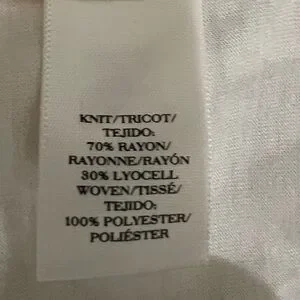 KNIT/TRICOT/
TEJIDO:
70% RAYON/
RAYONNE/RAYÓN
30% LYOCELL
WOVEN/TISSÉ/
TEJIDO:
100% POLYESTER/
POLIÉSTER